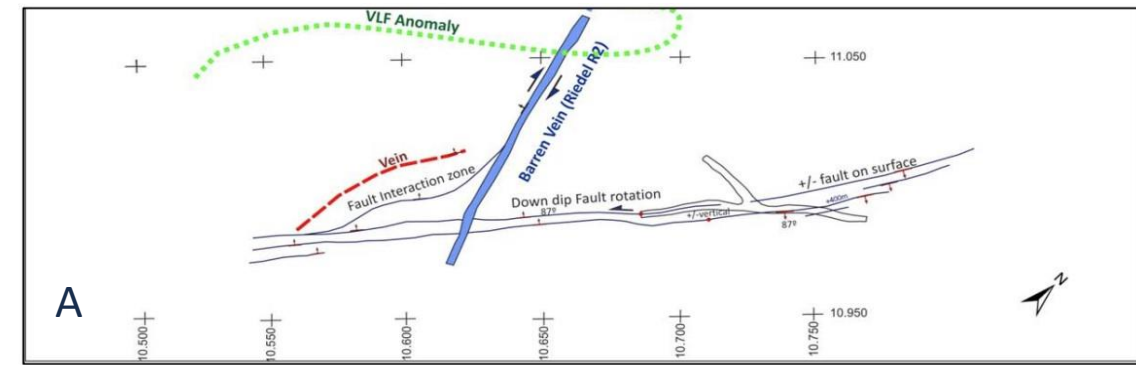 VLF Anomaly
Barren Vein (Riedel R2)
11.050
Vein
Fault Interaction zone
Down dip Fault rotation
87º
+/-vertical
87º
+/- fault on surface
+400m
N
A
10.950
10.500
10.550
10.600
10.650
10.700
10.750